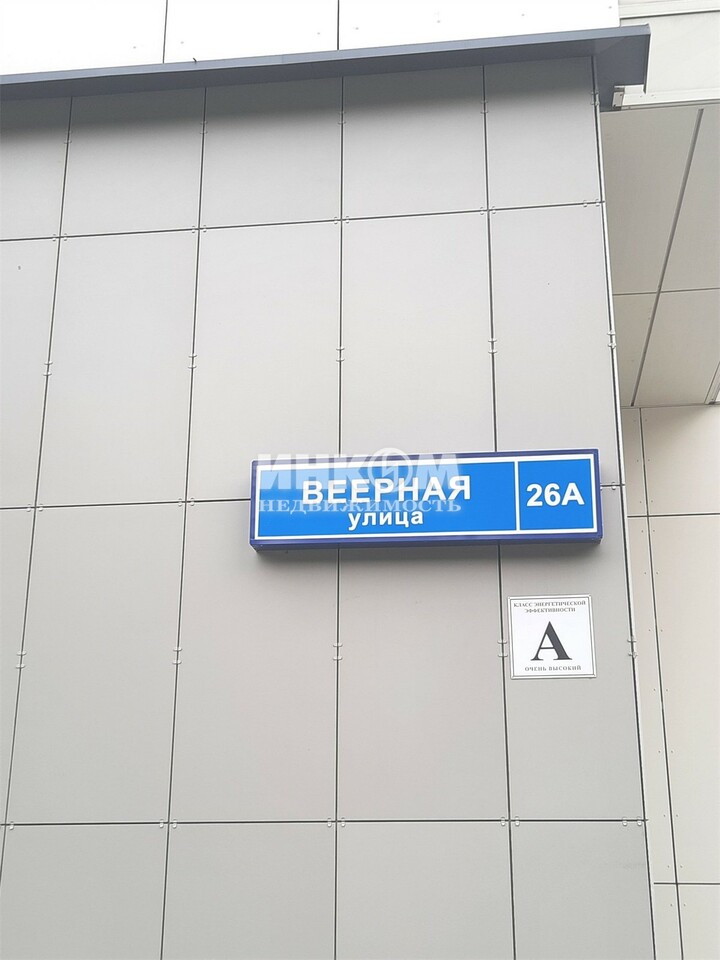 ИНКОМ
НЕДВИЖИМОСТЬ
ВЕЕРНАЯ
улица
26А
КЛАСС ЭНЕРГЕТИЧЕСКОЙ
ЭФФЕКТИВНОСТИ
А
ОЧЕНЬ ВЫСОКИЙ